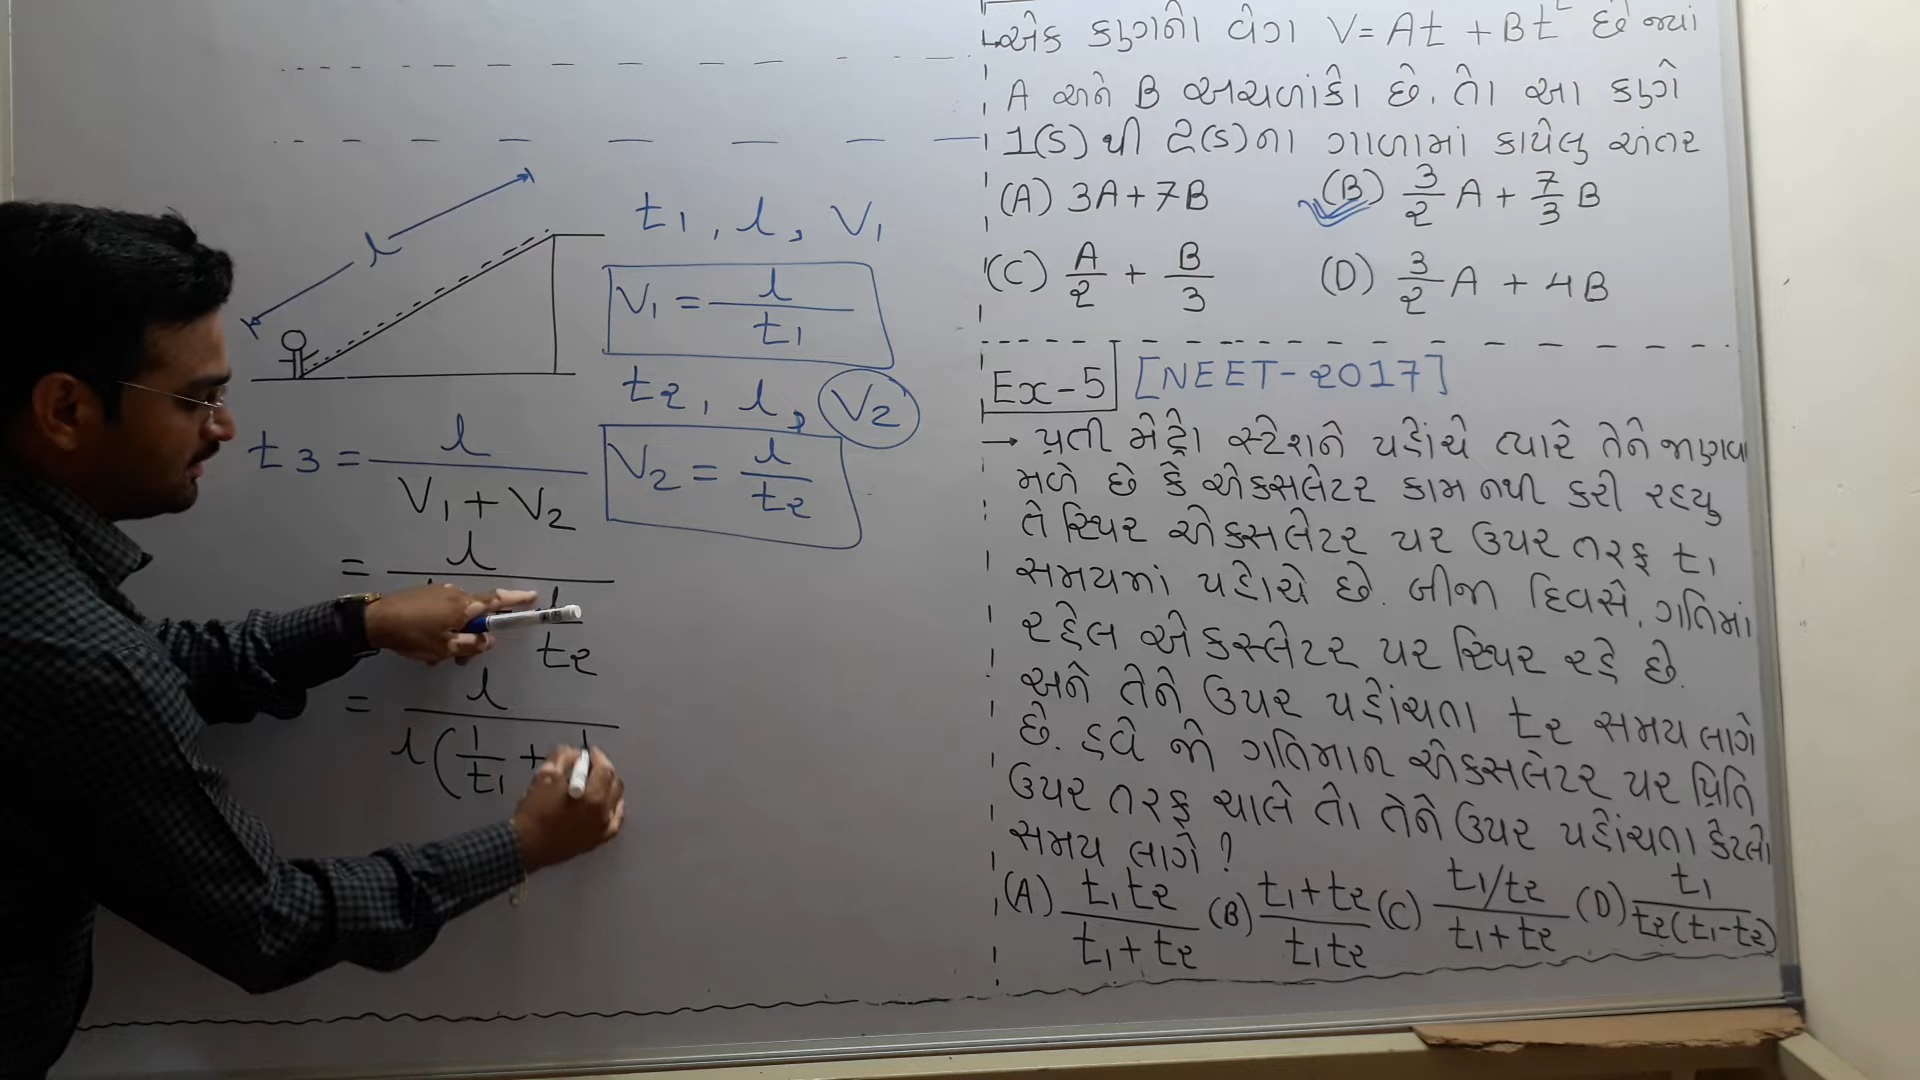 t1, l, V1
l
V1 = l/t1
t2, l, V2
V2 = l/t2
t3 = l/(V1 + V2)
= l/
t2
= l/
l(1/t1 +
એક કણનો વેગ V = At + Bt² છે જ્યાં
A અને B અચળાંકો છે. તો આ કણે
1(s) થી 2(s)ના ગાળામાં કાપેલુ અંતર
(A) 3A+7B (B) 3/2 A + 7/3 B
(C) A/2 + B/3 (D) 3/2 A + 4B
Ex-5 [NEET-2017]
→ પ્રતી મેટ્રો સ્ટેશને પહોંચે ત્યારે તેને જાણવા
મળે છે કે એક્સલેટર કામ નથી કરી રહ્યુ
તે સ્થિર એક્સલેટર પર ઉપર તરફ t1
સમયમાં પહોચે છે. બીજા દિવસે, ગતિમાં
રહેલ એકસ્લેટર પર સ્થિર રહે છે.
અને તેને ઉપર પહોંચતા t2 સમય લાગે
છે. હવે જો ગતિમાન એક્સલેટર પર પ્રિતિ
ઉપર તરફ ચાલે તો તેને ઉપર પહોંચતા કેટલો
સમય લાગે ?
(A) t1t2/(t1+t2) (B) (t1+t2)/t1t2 (C) (t1/t2)/(t1+t2) (D) t1/t2(t1-t2)